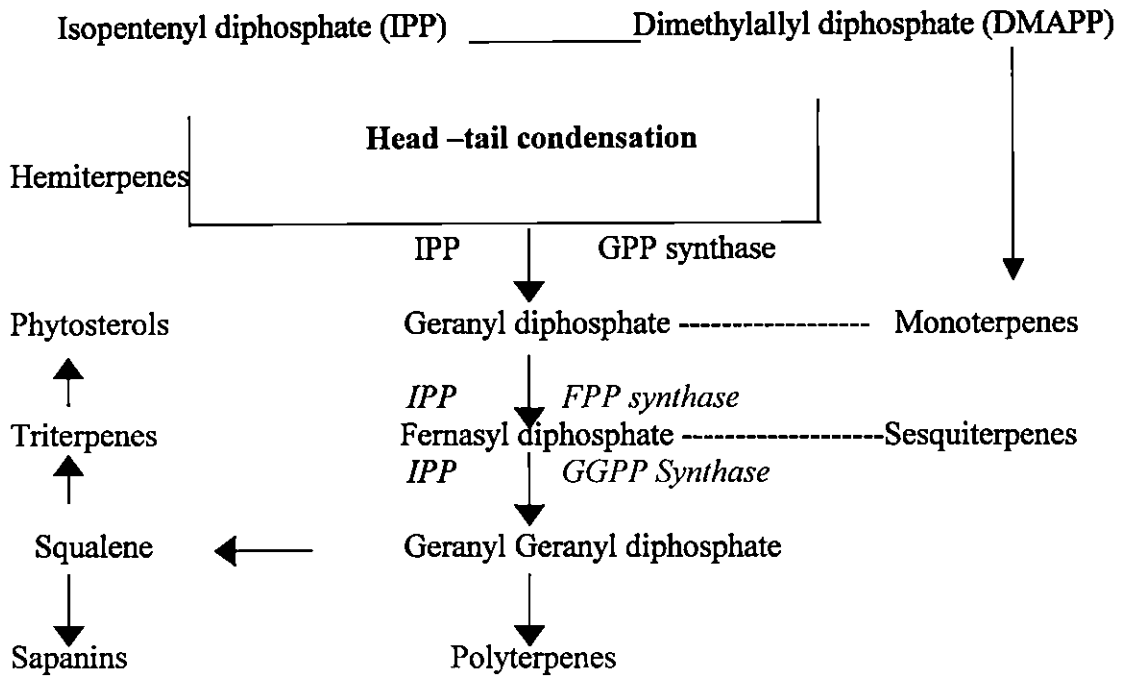 Isopentenyl diphosphate (IPP) Dimethylallyl diphosphate (DMAPP)
Head –tail condensation
Hemiterpenes
IPP GPP synthase
Phytosterols Geranyl diphosphate Monoterpenes
IPP FPP synthase
Triterpenes Fernasyl diphosphate Sesquiterpenes
IPP GGPP Synthase
Squalene Geranyl Geranyl diphosphate
Sapanins Polyterpenes